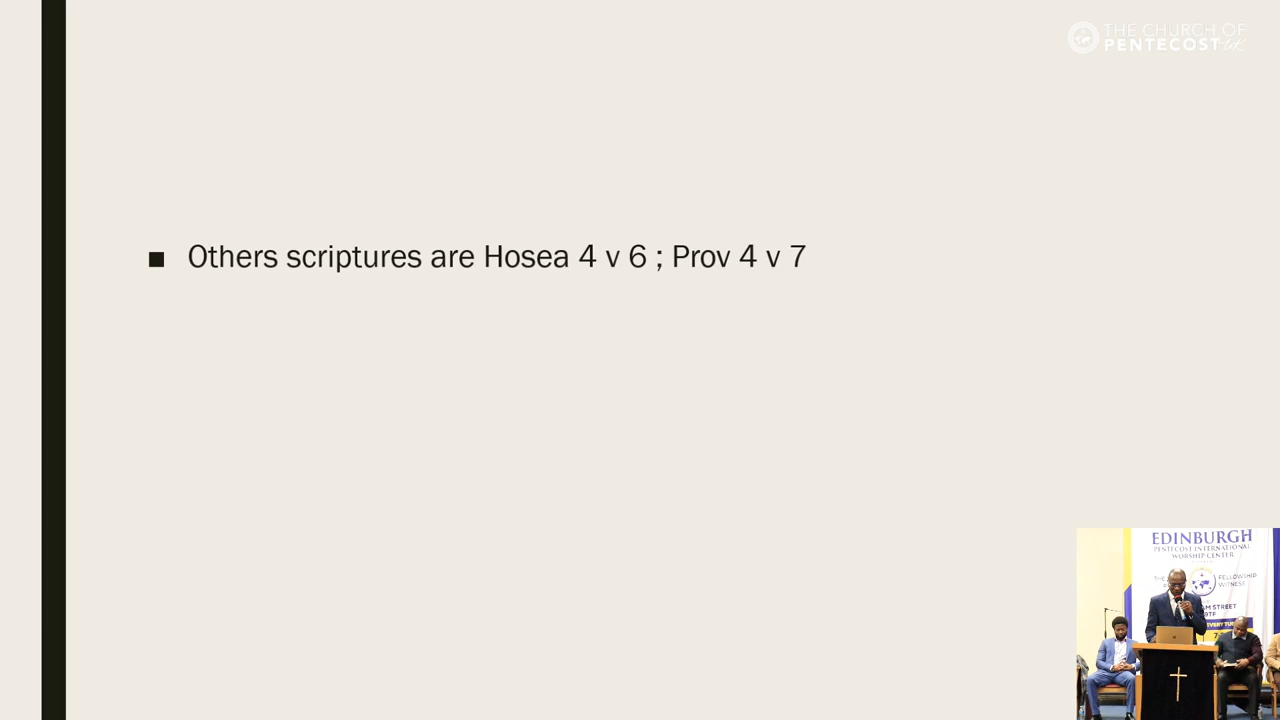 THE CHURCH OF
PENTECOST uk
■ Others scriptures are Hosea 4 v 6 ; Prov 4 v 7
EDINBURGH
PENTECOST INTERNATIONAL
WORSHIP CENTER
FELLOWSHIP
WITNESS
STREET